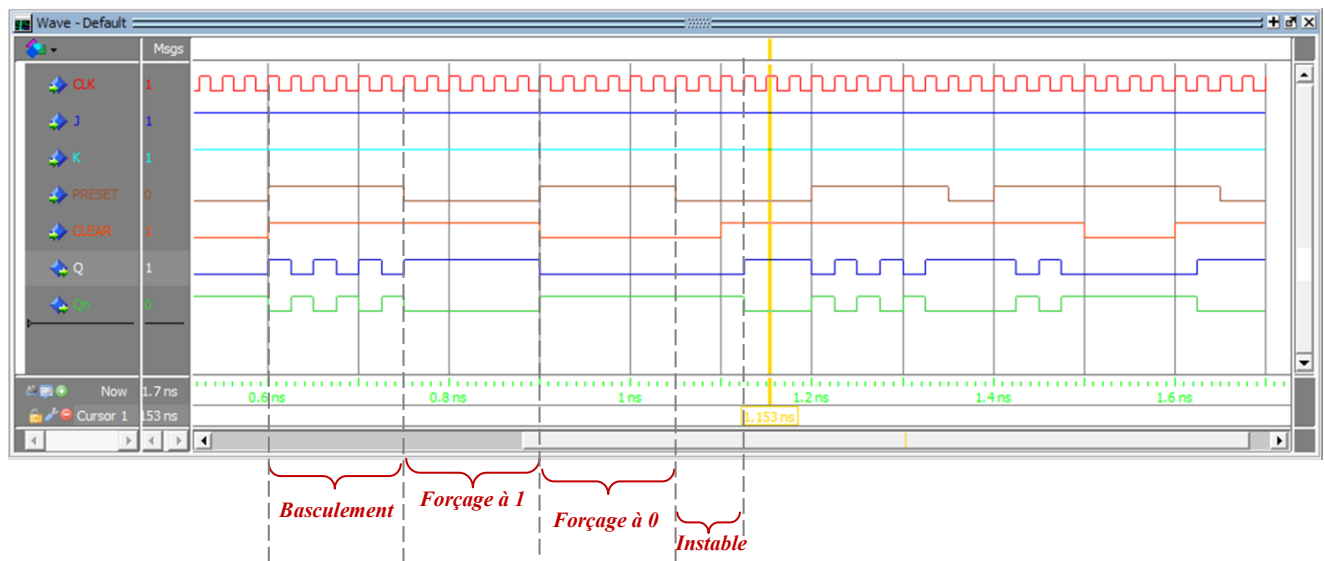 Wave - Default
Msgs
CLK 1
J 1
K 1
PRESET 0
CLEAR 1
Q 1
Qn 0
Now 1.7 ns
0.6 ns 0.8 ns 1 ns 1.2 ns 1.4 ns 1.6 ns
Cursor 1 153 ns
1.153 ns
Basculement
Forçage à 1
Forçage à 0
Instable